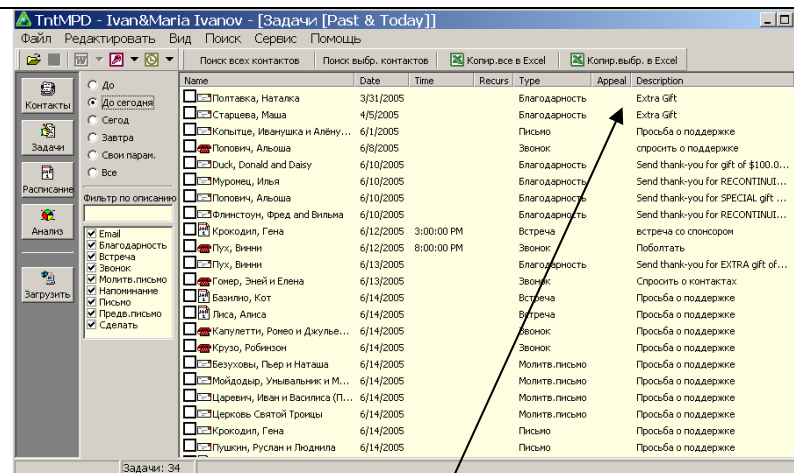 TntMPD - Ivan&Maria Ivanov - [Задачи [Past & Today]]
Файл Редактировать Вид Поиск Сервис Помощь
Поиск всех контактов Поиск выбр. контактов Копир.все в Excel Копир.выбр. в Excel
Контакты
Задачи
Расписание
Анализ
Загрузить
До
До сегодня
Сегод
Завтра
Свои парам.
Все
Фильтр по описанию
Email
Благодарность
Встреча
Звонок
Молитв.письмо
Напоминание
Письмо
Предв.письмо
Сделать
Name Date Time Recurs Type Appeal Description
Полтавка, Наталка 3/31/2005 Благодарность Extra Gift
Старцева, Маша 4/5/2005 Благодарность Extra Gift
Копытце, Иванушка и Алёну... 6/1/2005 Письмо Просьба о поддержке
Попович, Альоша 6/8/2005 Звонок спросить о поддержке
Duck, Donald and Daisy 6/10/2005 Благодарность Send thank-you for gift of $100.0...
Муромец, Илья 6/10/2005 Благодарность Send thank-you for RECONTINUI...
Попович, Альоша 6/10/2005 Благодарность Send thank-you for SPECIAL gift ...
Флинстоун, Фред and Вильма 6/10/2005 Благодарность Send thank-you for RECONTINUI...
Крокодил, Гена 6/12/2005 3:00:00 PM Встреча встреча со спонсором
Пух, Винни 6/12/2005 8:00:00 PM Звонок Поболтать
Пух, Винни 6/13/2005 Благодарность Send thank-you for EXTRA gift of...
Гомер, Эней и Елена 6/13/2005 Звонок Спросить о контактах
Базилио, Кот 6/14/2005 Встреча Просьба о поддержке
Лиса, Алиса 6/14/2005 Встреча Просьба о поддержке
Капулетти, Ромео и Джулье... 6/14/2005 Звонок Просьба о поддержке
Крузо, Робинзон 6/14/2005 Звонок Просьба о поддержке
Безуховы, Пьер и Наташа 6/14/2005 Молитв.письмо Просьба о поддержке
Мойдодыр, Умывальник и М... 6/14/2005 Молитв.письмо Просьба о поддержке
Царевич, Иван и Василиса (П... 6/14/2005 Молитв.письмо Просьба о поддержке
Церковь Святой Троицы 6/14/2005 Молитв.письмо Просьба о поддержке
Крокодил, Гена 6/14/2005 Письмо Просьба о поддержке
Пушкин, Руслан и Людмила 6/14/2005 Письмо Просьба о поддержке
Задачи: 34